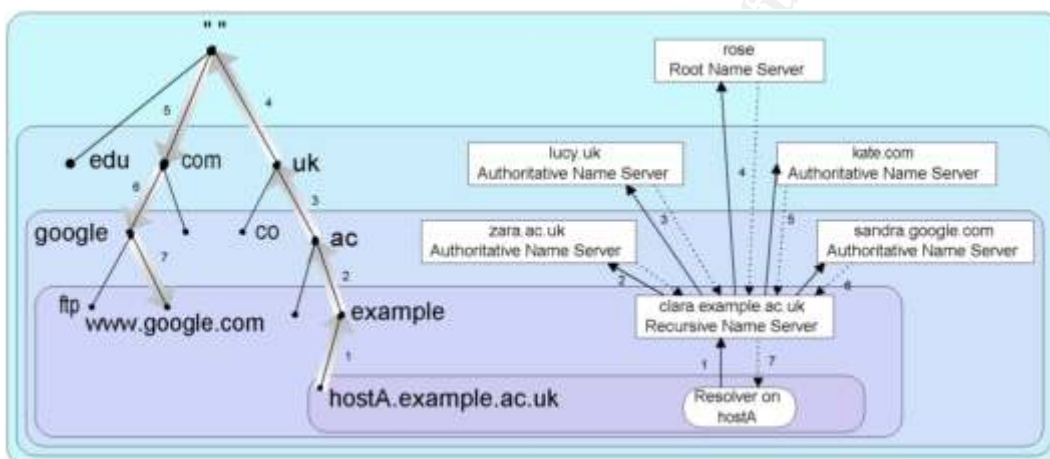 " "
4
5
edu
com
uk
6
3
google
co
ac
7
2
ftp
www.google.com
example
1
hostA.example.ac.uk
rose
Root Name Server
lucy.uk
Authoritative Name Server
kate.com
Authoritative Name Server
4
3
5
zara.ac.uk
Authoritative Name Server
sandra.google.com
Authoritative Name Server
2
6
clara.example.ac.uk
Recursive Name Server
1
7
Resolver on
hostA